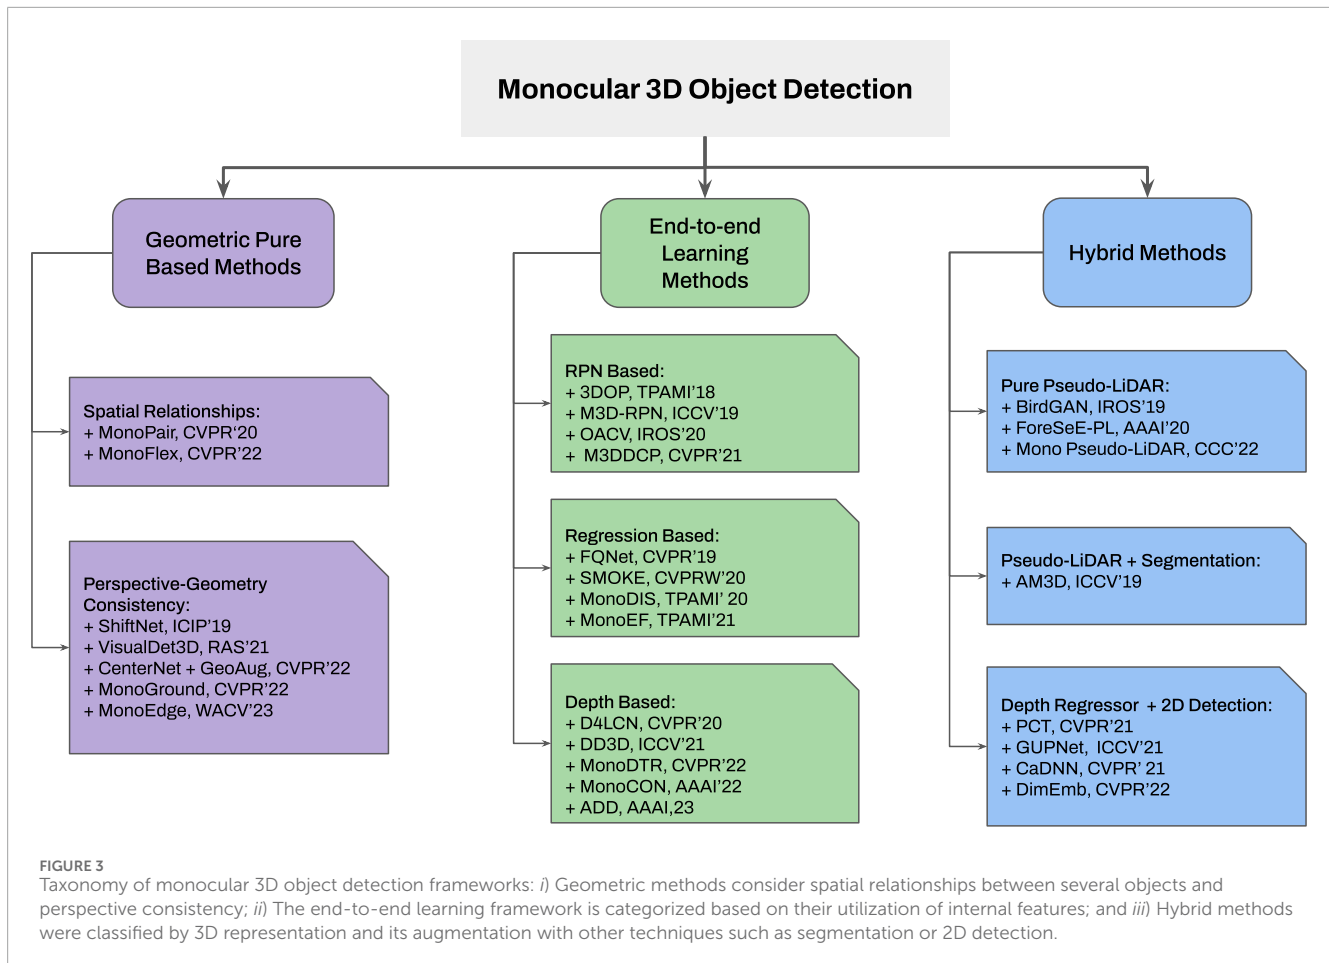 Monocular 3D Object Detection
Geometric Pure
Based Methods
End-to-end
Learning
Methods
Hybrid Methods
Spatial Relationships:
+ MonoPair, CVPR‘20
+ MonoFlex, CVPR’22
Perspective-Geometry
Consistency:
+ ShiftNet, ICIP’19
+ VisualDet3D, RAS’21
+ CenterNet + GeoAug, CVPR’22
+ MonoGround, CVPR’22
+ MonoEdge, WACV’23
RPN Based:
+ 3DOP, TPAMI’18
+ M3D-RPN, ICCV’19
+ OACV, IROS’20
+ M3DDCP, CVPR’21
Regression Based:
+ FQNet, CVPR’19
+ SMOKE, CVPRW’20
+ MonoDIS, TPAMI’ 20
+ MonoEF, TPAMI’21
Depth Based:
+ D4LCN, CVPR’20
+ DD3D, ICCV’21
+ MonoDTR, CVPR’22
+ MonoCON, AAAI’22
+ ADD, AAAI,23
Pure Pseudo-LiDAR:
+ BirdGAN, IROS’19
+ ForeSeE-PL, AAAI’20
+ Mono Pseudo-LiDAR, CCC’22
Pseudo-LiDAR + Segmentation:
+ AM3D, ICCV’19
Depth Regressor + 2D Detection:
+ PCT, CVPR’21
+ GUPNet, ICCV’21
+ CaDNN, CVPR’ 21
+ DimEmb, CVPR’22
FIGURE 3
Taxonomy of monocular 3D object detection frameworks: i) Geometric methods consider spatial relationships between several objects and
perspective consistency; ii) The end-to-end learning framework is categorized based on their utilization of internal features; and iii) Hybrid methods
were classified by 3D representation and its augmentation with other techniques such as segmentation or 2D detection.